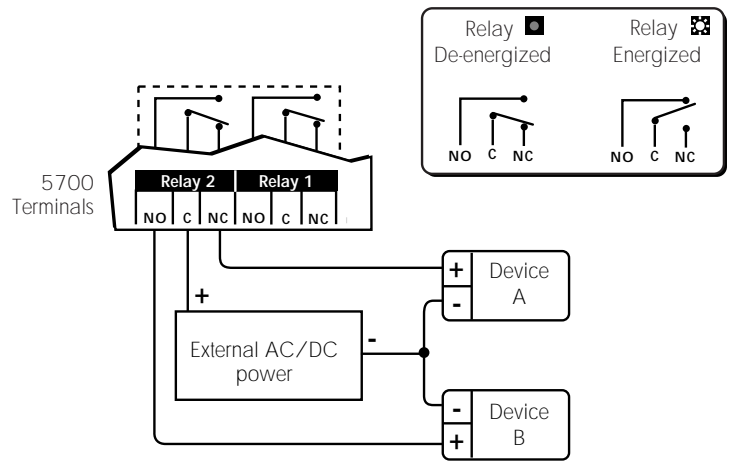 Relay
De-energized
Relay
Energized
NO C NC
NO C NC
5700
Terminals
Relay 2 Relay 1
NO C NC NO C NC
+ Device
- A
+
External AC/DC
power
-
- Device
+ B